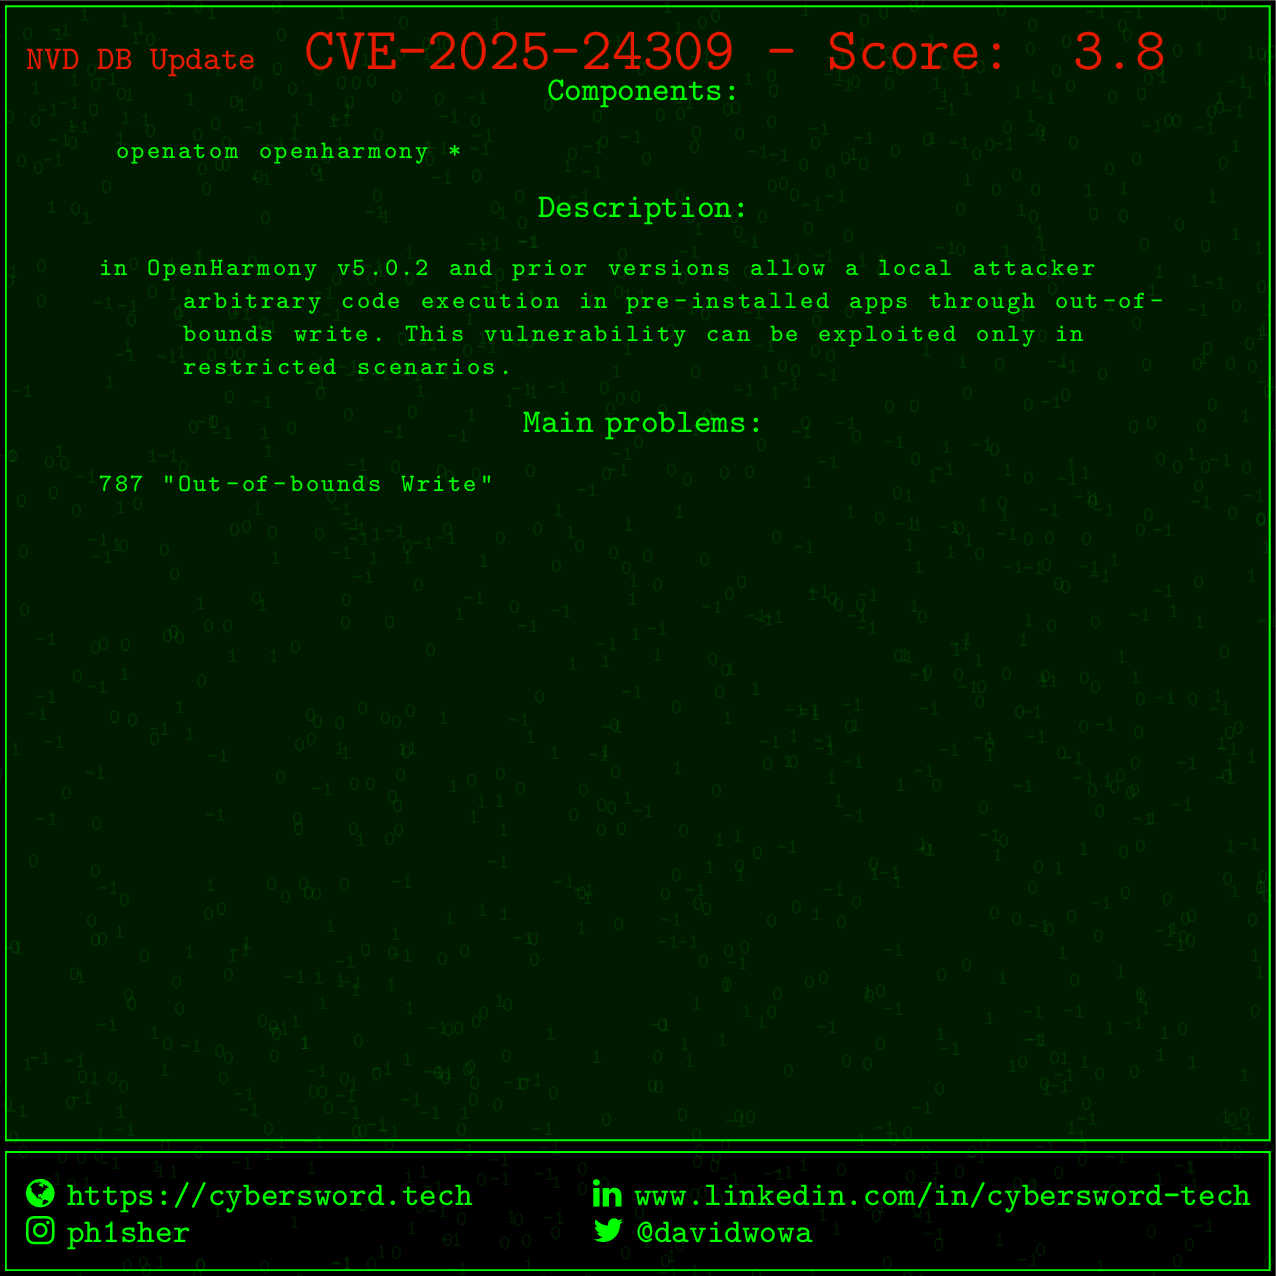 NVD DB Update CVE-2025-24309 - Score: 3.8
Components:
openatom openharmony *
Description:
in OpenHarmony v5.0.2 and prior versions allow a local attacker
arbitrary code execution in pre-installed apps through out-of-
bounds write. This vulnerability can be exploited only in
restricted scenarios.
Main problems:
787 "Out-of-bounds Write"
https://cybersword.tech www.linkedin.com/in/cybersword-tech
ph1sher @davidwowa